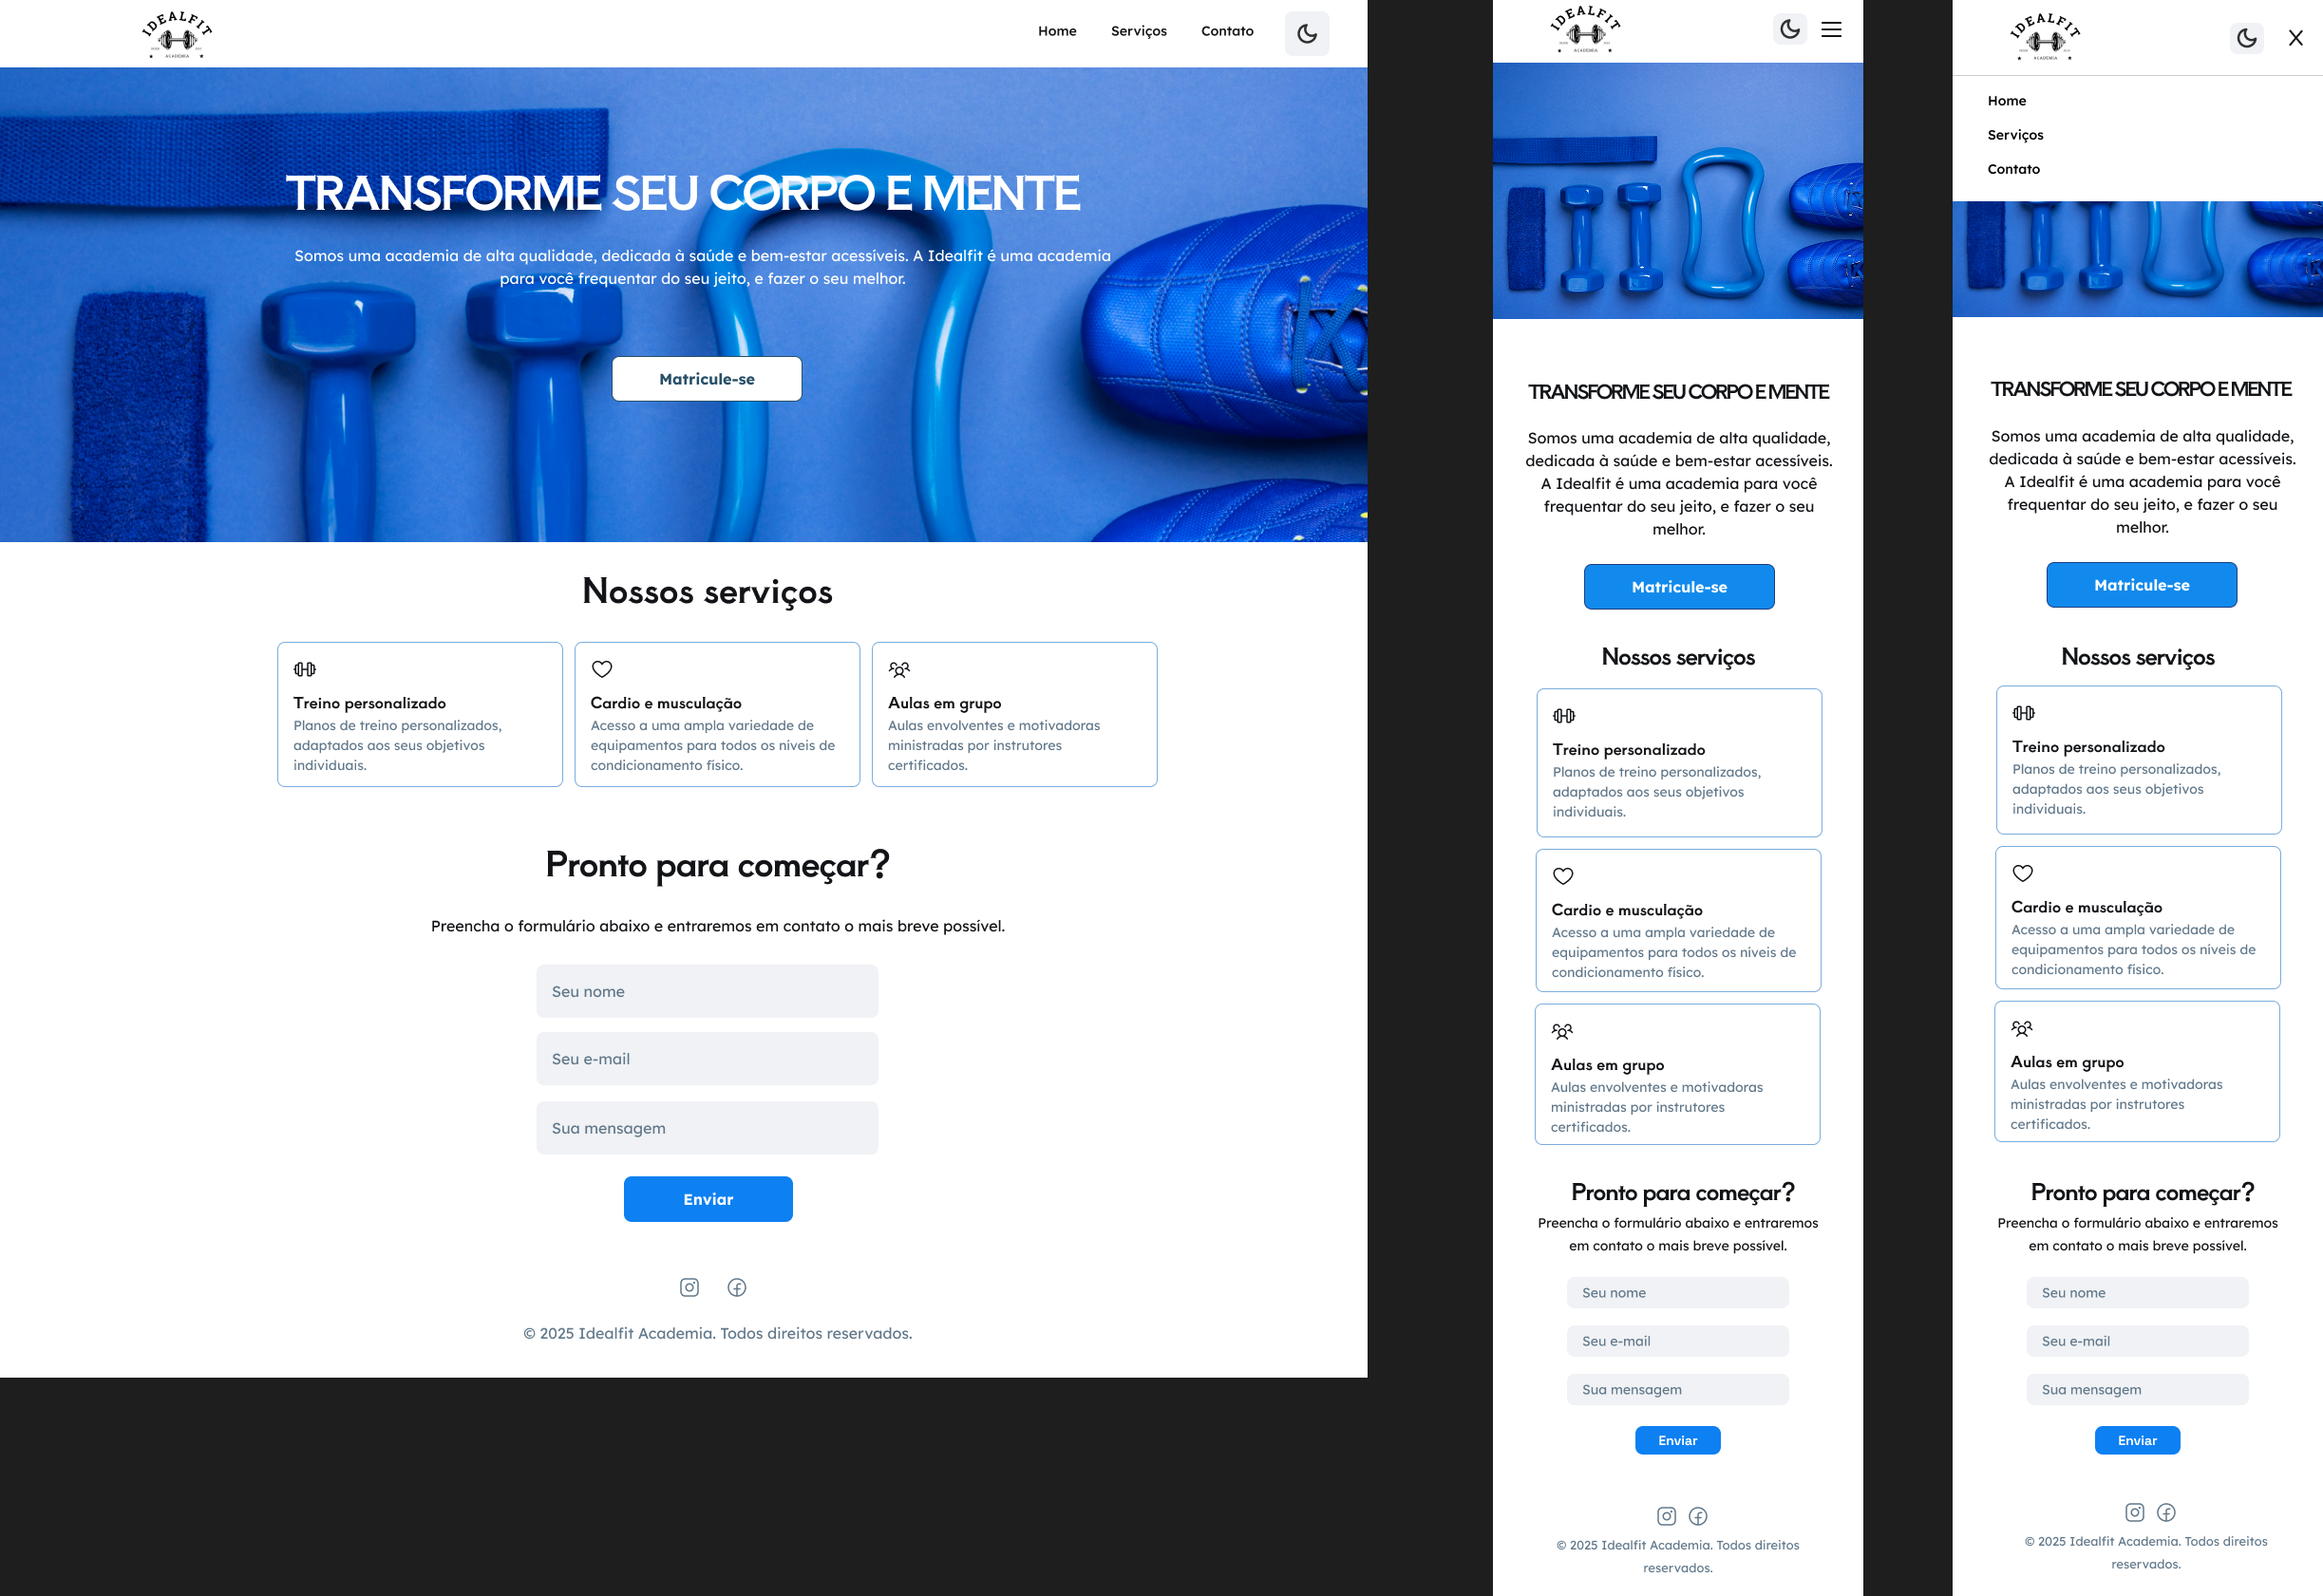 IDEALFIT
ACADEMIA
Home
Serviços
Contato
TRANSFORME SEU CORPO E MENTE
Somos uma academia de alta qualidade, dedicada à saúde e bem-estar acessíveis. A Idealfit é uma academia
para você frequentar do seu jeito, e fazer o seu melhor.
Matricule-se
Nossos serviços
Treino personalizado
Planos de treino personalizados,
adaptados aos seus objetivos
individuais.
Cardio e musculação
Acesso a uma ampla variedade de
equipamentos para todos os níveis de
condicionamento físico.
Aulas em grupo
Aulas envolventes e motivadoras
ministradas por instrutores
certificados.
Pronto para começar?
Preencha o formulário abaixo e entraremos em contato o mais breve possível.
Seu nome
Seu e-mail
Sua mensagem
Enviar
© 2025 Idealfit Academia. Todos direitos reservados.
IDEALFIT
ACADEMIA
TRANSFORME SEU CORPO E MENTE
Somos uma academia de alta qualidade,
dedicada à saúde e bem-estar acessíveis.
A Idealfit é uma academia para você
frequentar do seu jeito, e fazer o seu
melhor.
Matricule-se
Nossos serviços
Treino personalizado
Planos de treino personalizados,
adaptados aos seus objetivos
individuais.
Cardio e musculação
Acesso a uma ampla variedade de
equipamentos para todos os níveis de
condicionamento físico.
Aulas em grupo
Aulas envolventes e motivadoras
ministradas por instrutores
certificados.
Pronto para começar?
Preencha o formulário abaixo e entraremos
em contato o mais breve possível.
Seu nome
Seu e-mail
Sua mensagem
Enviar
© 2025 Idealfit Academia. Todos direitos
reservados.
IDEALFIT
ACADEMIA
X
Home
Serviços
Contato
TRANSFORME SEU CORPO E MENTE
Somos uma academia de alta qualidade,
dedicada à saúde e bem-estar acessíveis.
A Idealfit é uma academia para você
frequentar do seu jeito, e fazer o seu
melhor.
Matricule-se
Nossos serviços
Treino personalizado
Planos de treino personalizados,
adaptados aos seus objetivos
individuais.
Cardio e musculação
Acesso a uma ampla variedade de
equipamentos para todos os níveis de
condicionamento físico.
Aulas em grupo
Aulas envolventes e motivadoras
ministradas por instrutores
certificados.
Pronto para começar?
Preencha o formulário abaixo e entraremos
em contato o mais breve possível.
Seu nome
Seu e-mail
Sua mensagem
Enviar
© 2025 Idealfit Academia. Todos direitos
reservados.